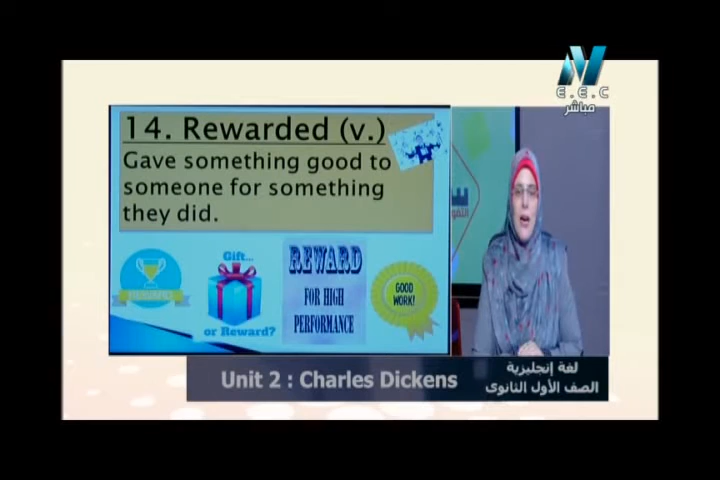 E.E.C
مباشر
14. Rewarded (v.)
Gave something good to
someone for something
they did.
Gift...
or Reward?
REWARD
FOR HIGH
PERFORMANCE
GOOD
WORK!
Unit 2 : Charles Dickens
لغة إنجليزية
الصف الأول الثانوى